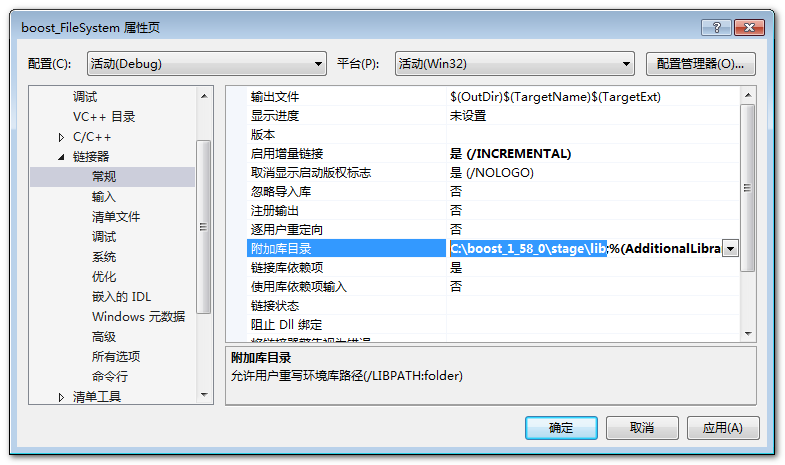 boost_FileSystem 属性页
配置(C): 活动(Debug) 平台(P): 活动(Win32) 配置管理器(O)...
调试
VC++ 目录
C/C++
链接器
常规
输入
清单文件
调试
系统
优化
嵌入的 IDL
Windows 元数据
高级
所有选项
命令行
清单工具
输出文件 $(OutDir)$(TargetName)$(TargetExt)
显示进度 未设置
版本
启用增量链接 是 (/INCREMENTAL)
取消显示启动版权标志 是 (/NOLOGO)
忽略导入库 否
注册输出 否
逐用户重定向 否
附加库目录 C:\boost_1_58_0\stage\lib;%(AdditionalLibra
链接库依赖项 是
使用库依赖项输入 否
链接状态
阻止 Dll 绑定
附加库目录
允许用户重写环境库路径(/LIBPATH:folder)
确定 取消 应用(A)